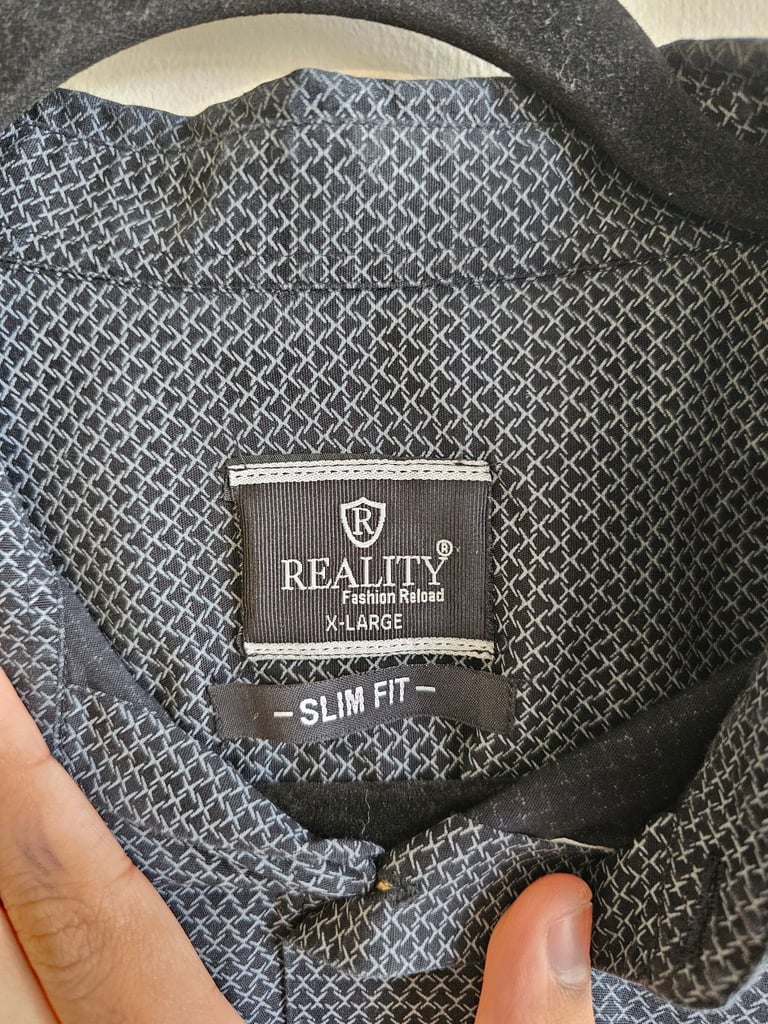 R
REALITY®
Fashion Reload
X-LARGE
- SLIM FIT -